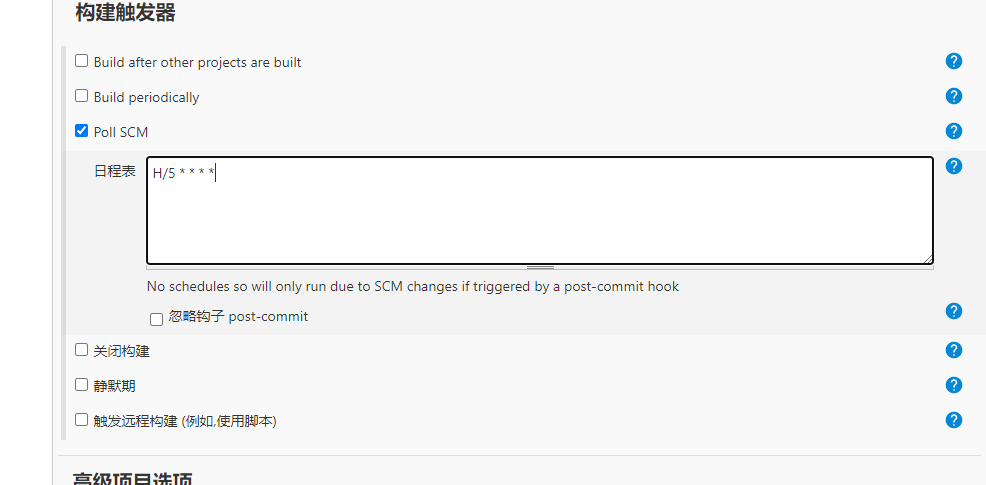 构建触发器
Build after other projects are built
Build periodically
Poll SCM
日程表
H/5 * * * *
No schedules so will only run due to SCM changes if triggered by a post-commit hook
忽略钩子 post-commit
关闭构建
静默期
触发远程构建 (例如,使用脚本)
高级项目选项